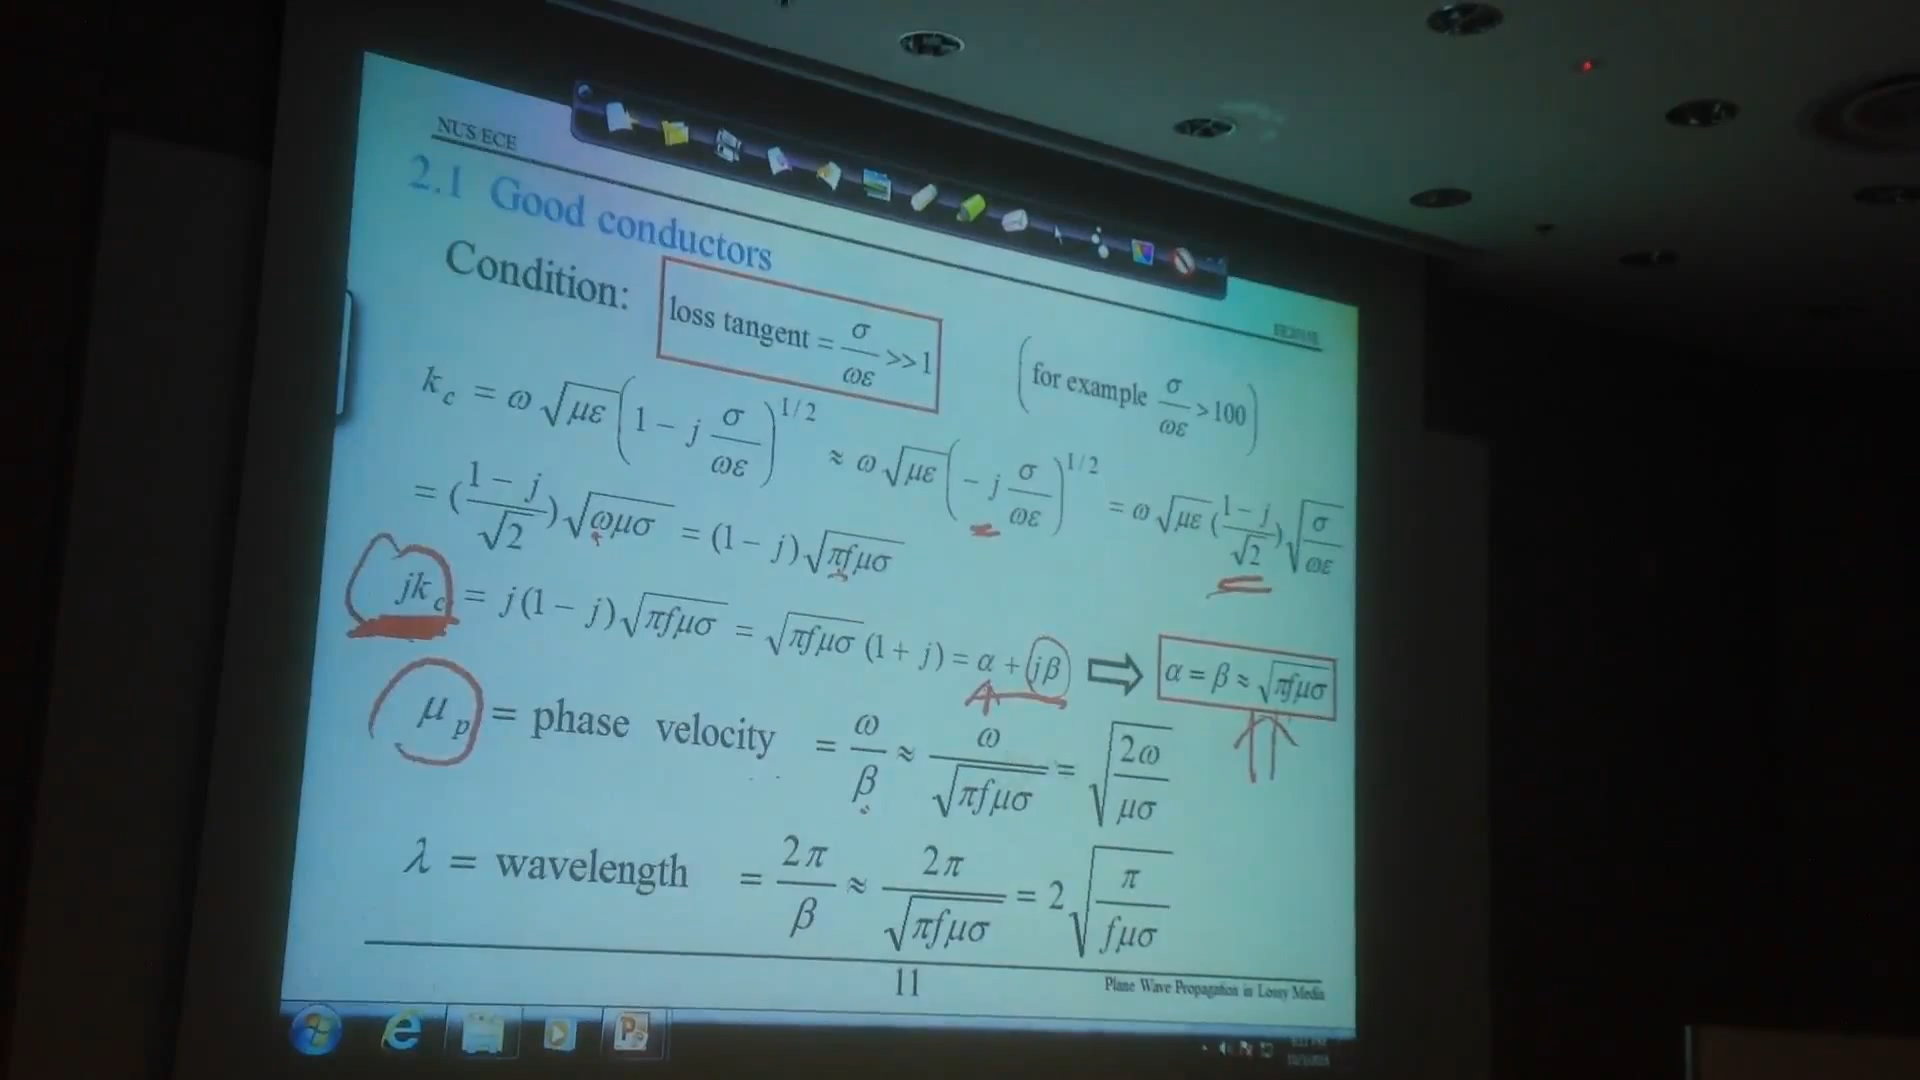 NUS/ECE
2.1 Good conductors
Condition: loss tangent = σ/ωε >> 1 (for example σ/ωε > 100)
k_c = ω√με (1 − j σ/ωε)^1/2 ≈ ω√με (− j σ/ωε)^1/2 = ω√με ((1 − j)/√2) √(σ/ωε)
= ((1 − j)/√2) √ωμσ = (1 − j)√πfμσ
jk_c = j(1 − j)√πfμσ = √πfμσ (1 + j) = α + jβ ⇒ α = β ≈ √πfμσ
μ_p = phase velocity = ω/β ≈ ω/√πfμσ = √(2ω/μσ)
λ = wavelength = 2π/β ≈ 2π/√πfμσ = 2√(π/fμσ)
11
Plane Wave Propagation in Lossy Media